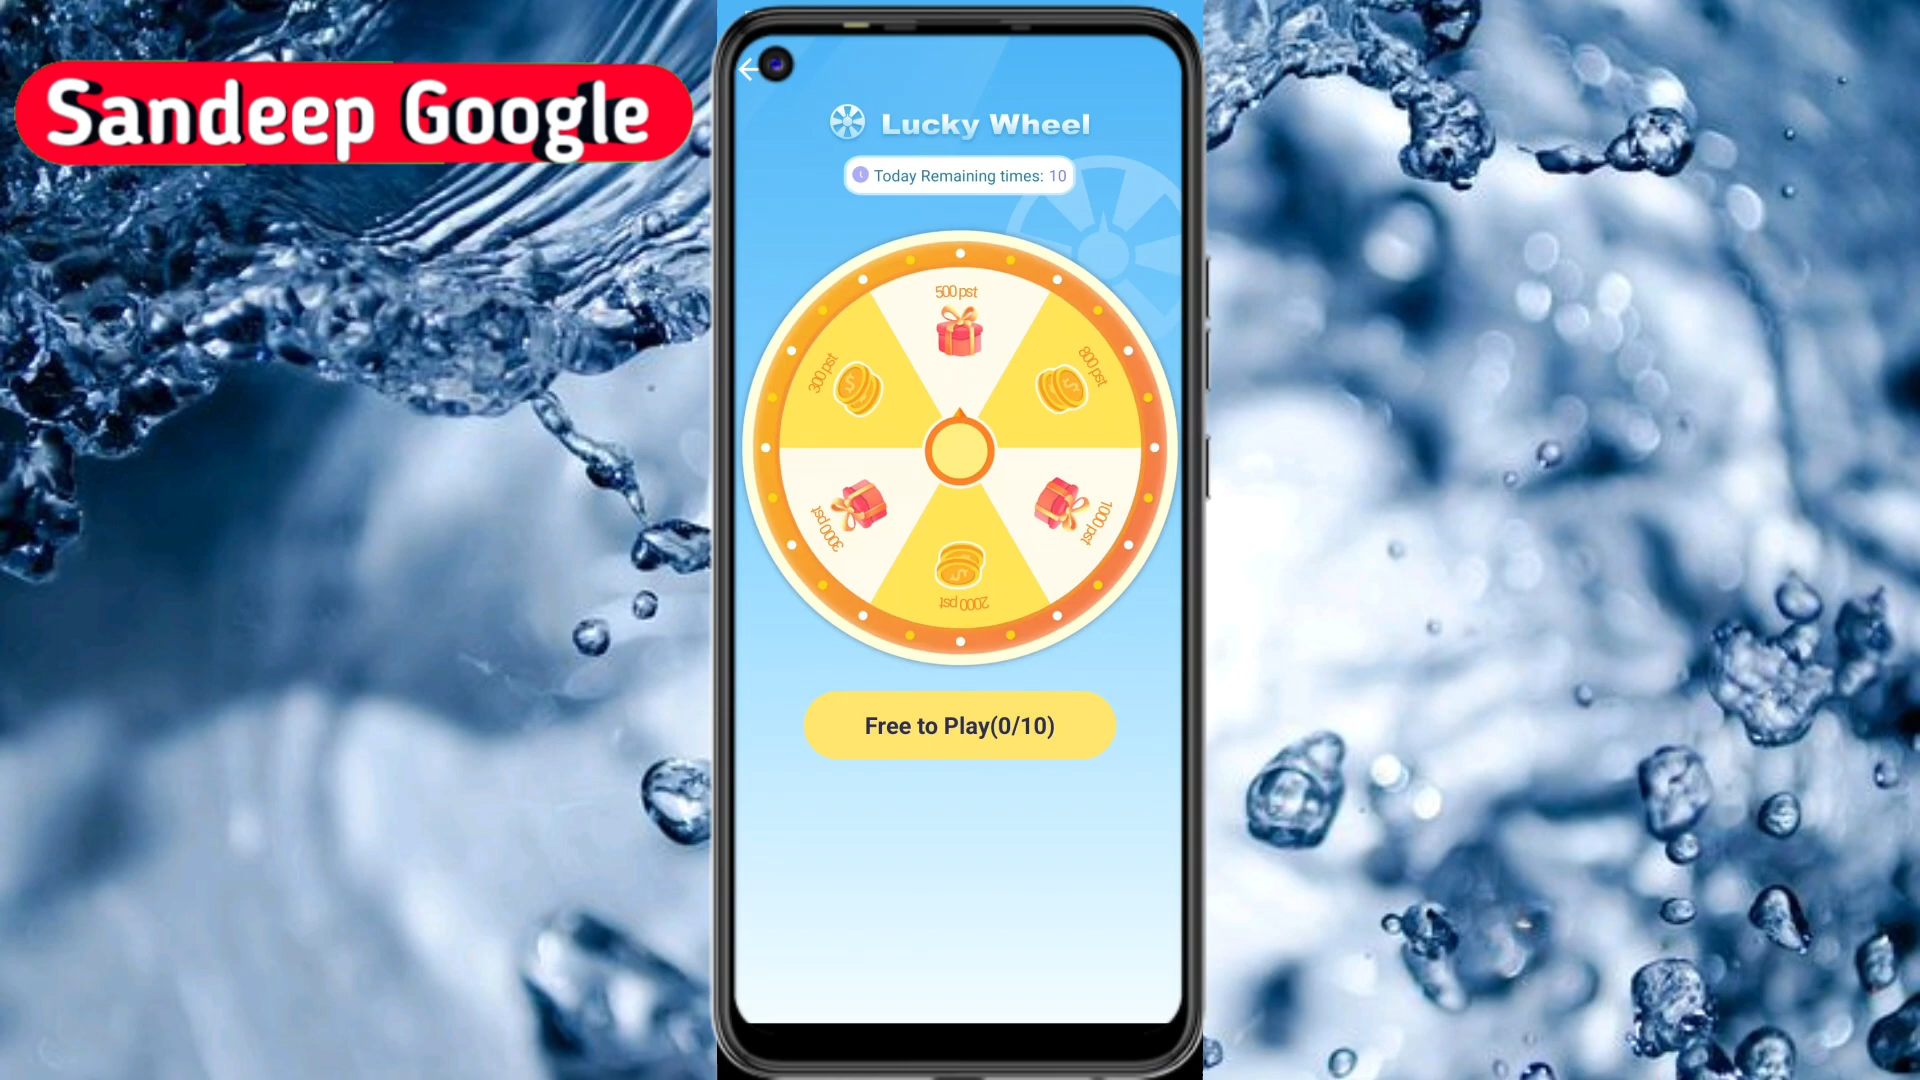 Sandeep Google
Lucky Wheel
Today Remaining times: 10
500 pst
300 pst
800 pst
3000 pst
1000 pst
2000 pst
Free to Play(0/10)